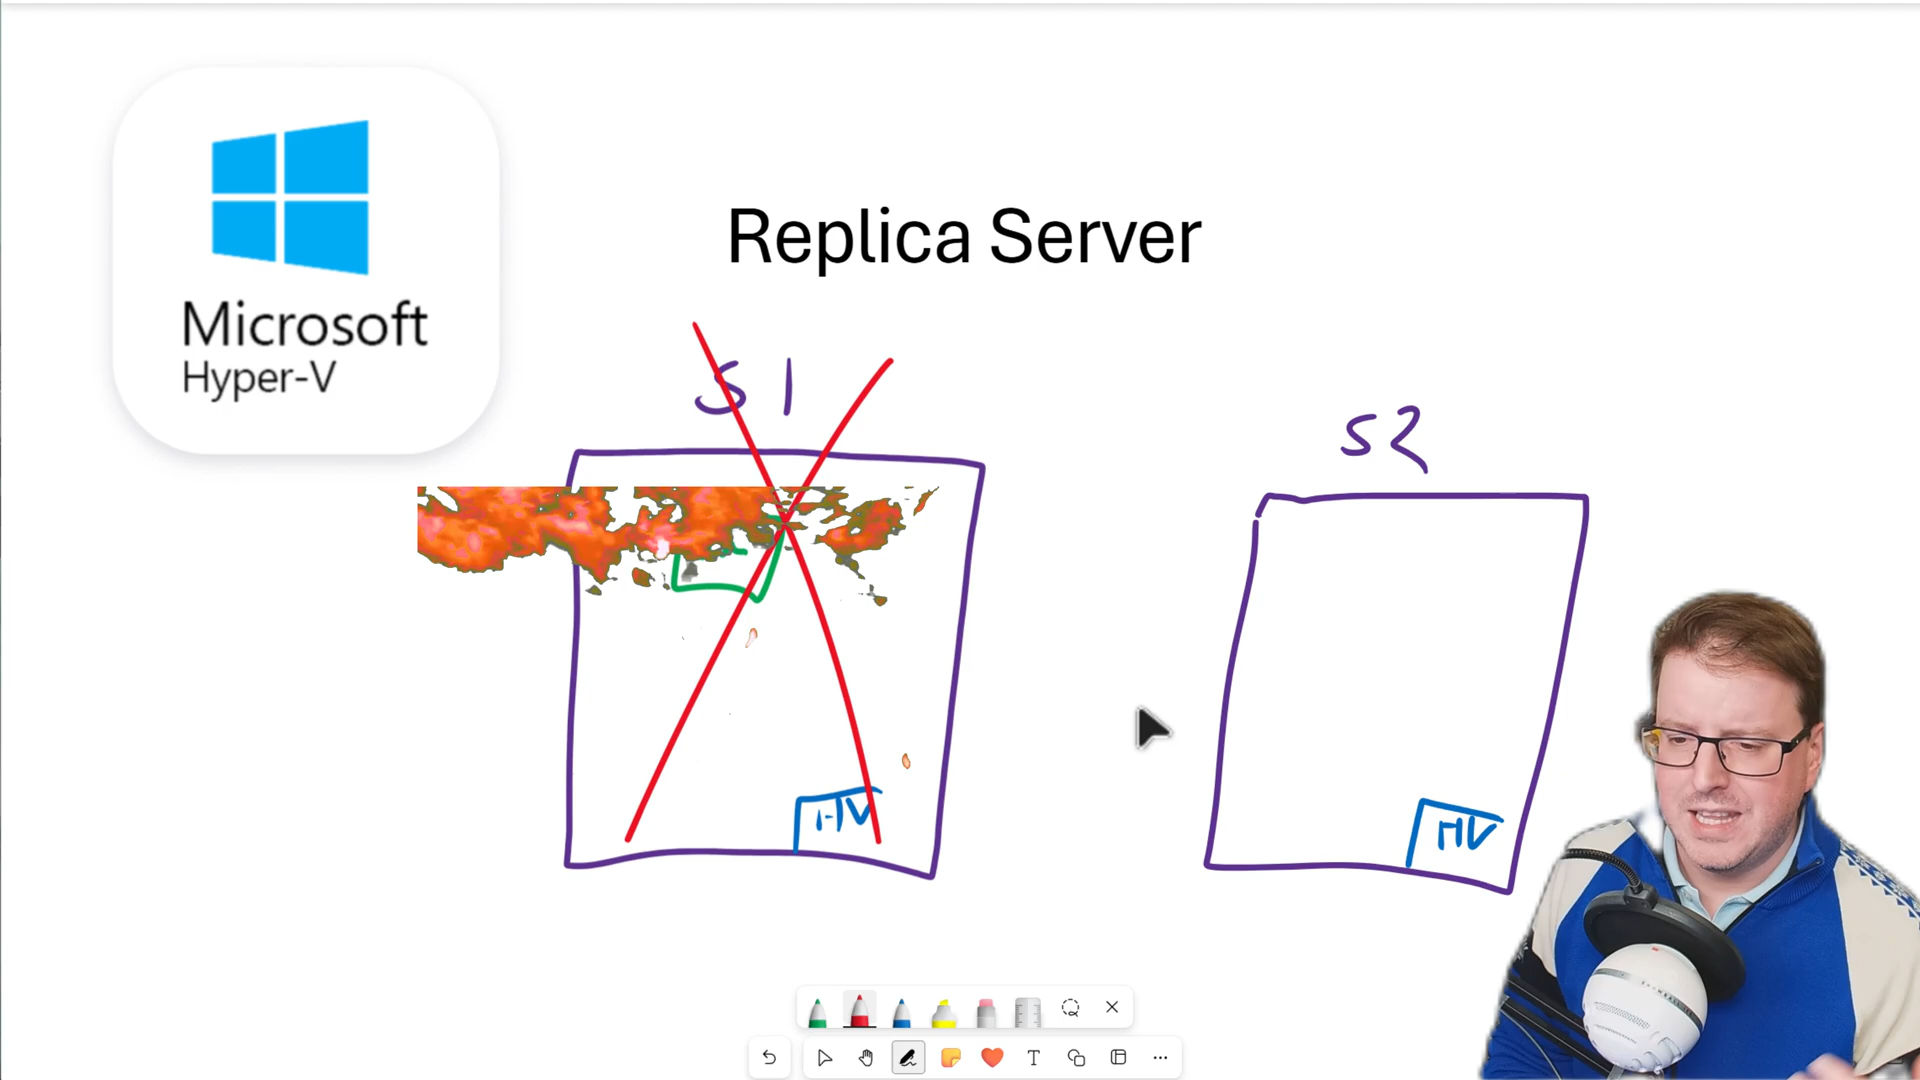 Microsoft
Hyper-V
Replica Server
S1
S2
HV
HV
T